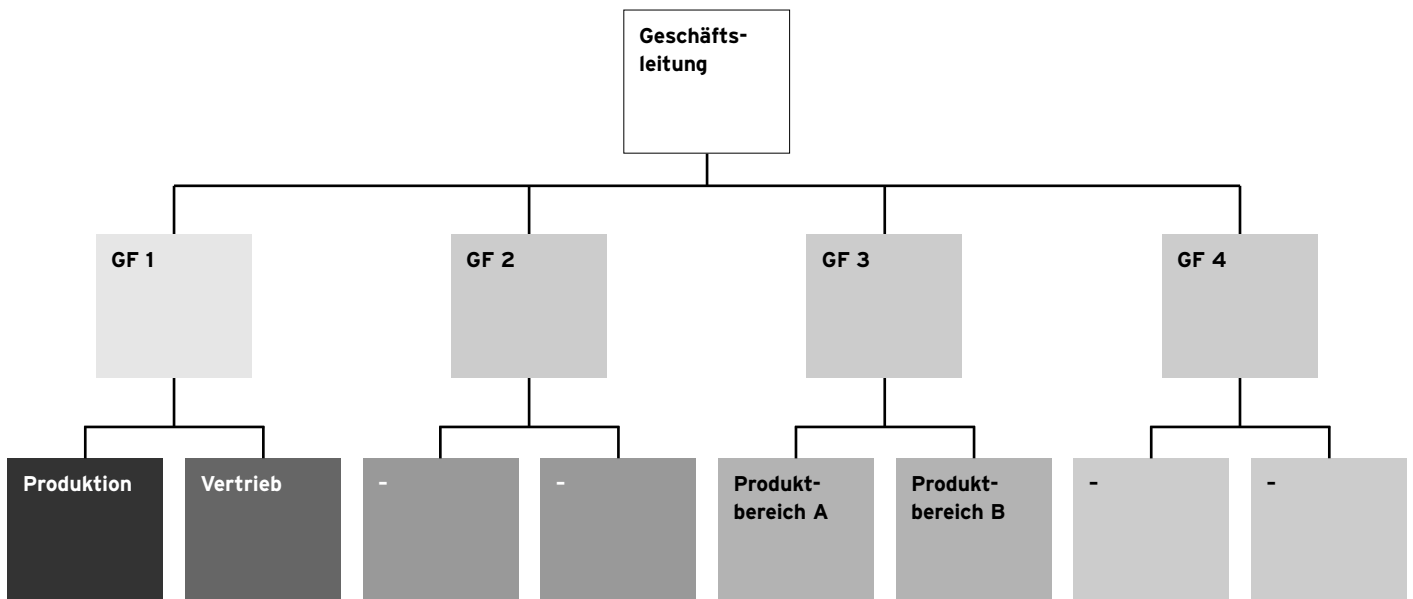 Geschäfts-
leitung
GF 1
GF 2
GF 3
GF 4
Produktion
Vertrieb
-
-
Produkt-
bereich A
Produkt-
bereich B
-
-